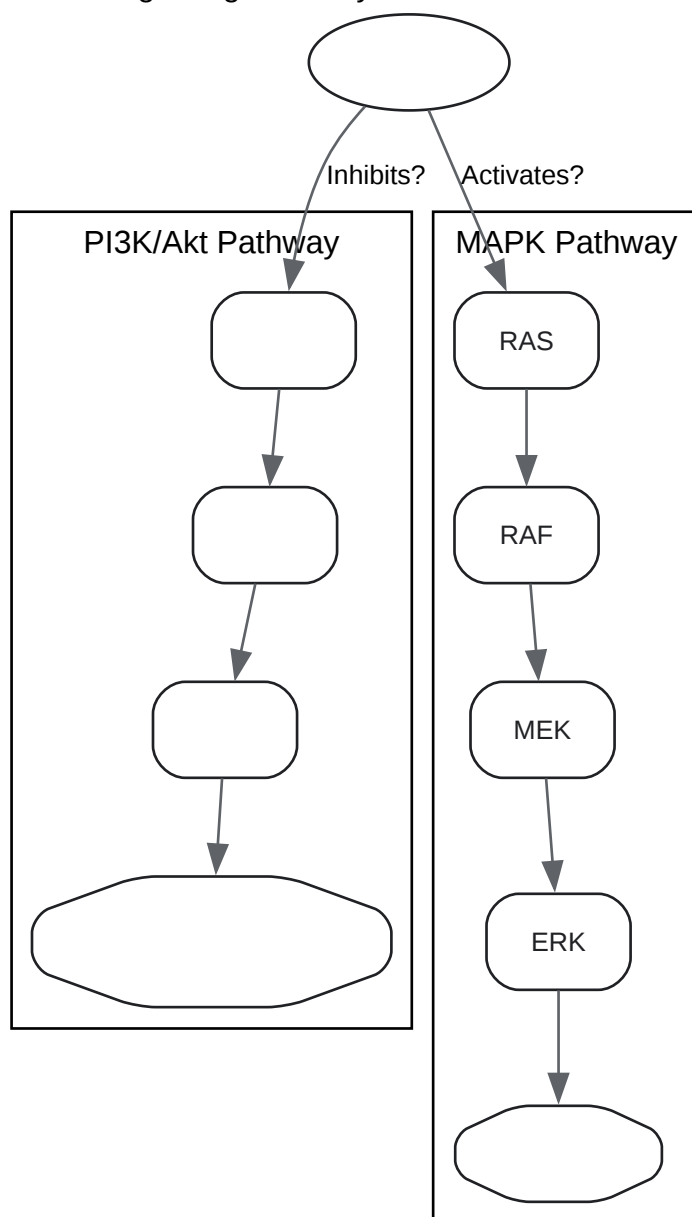 Inhibits?
Activates?
PI3K/Akt Pathway
MAPK Pathway
RAS
RAF
MEK
ERK